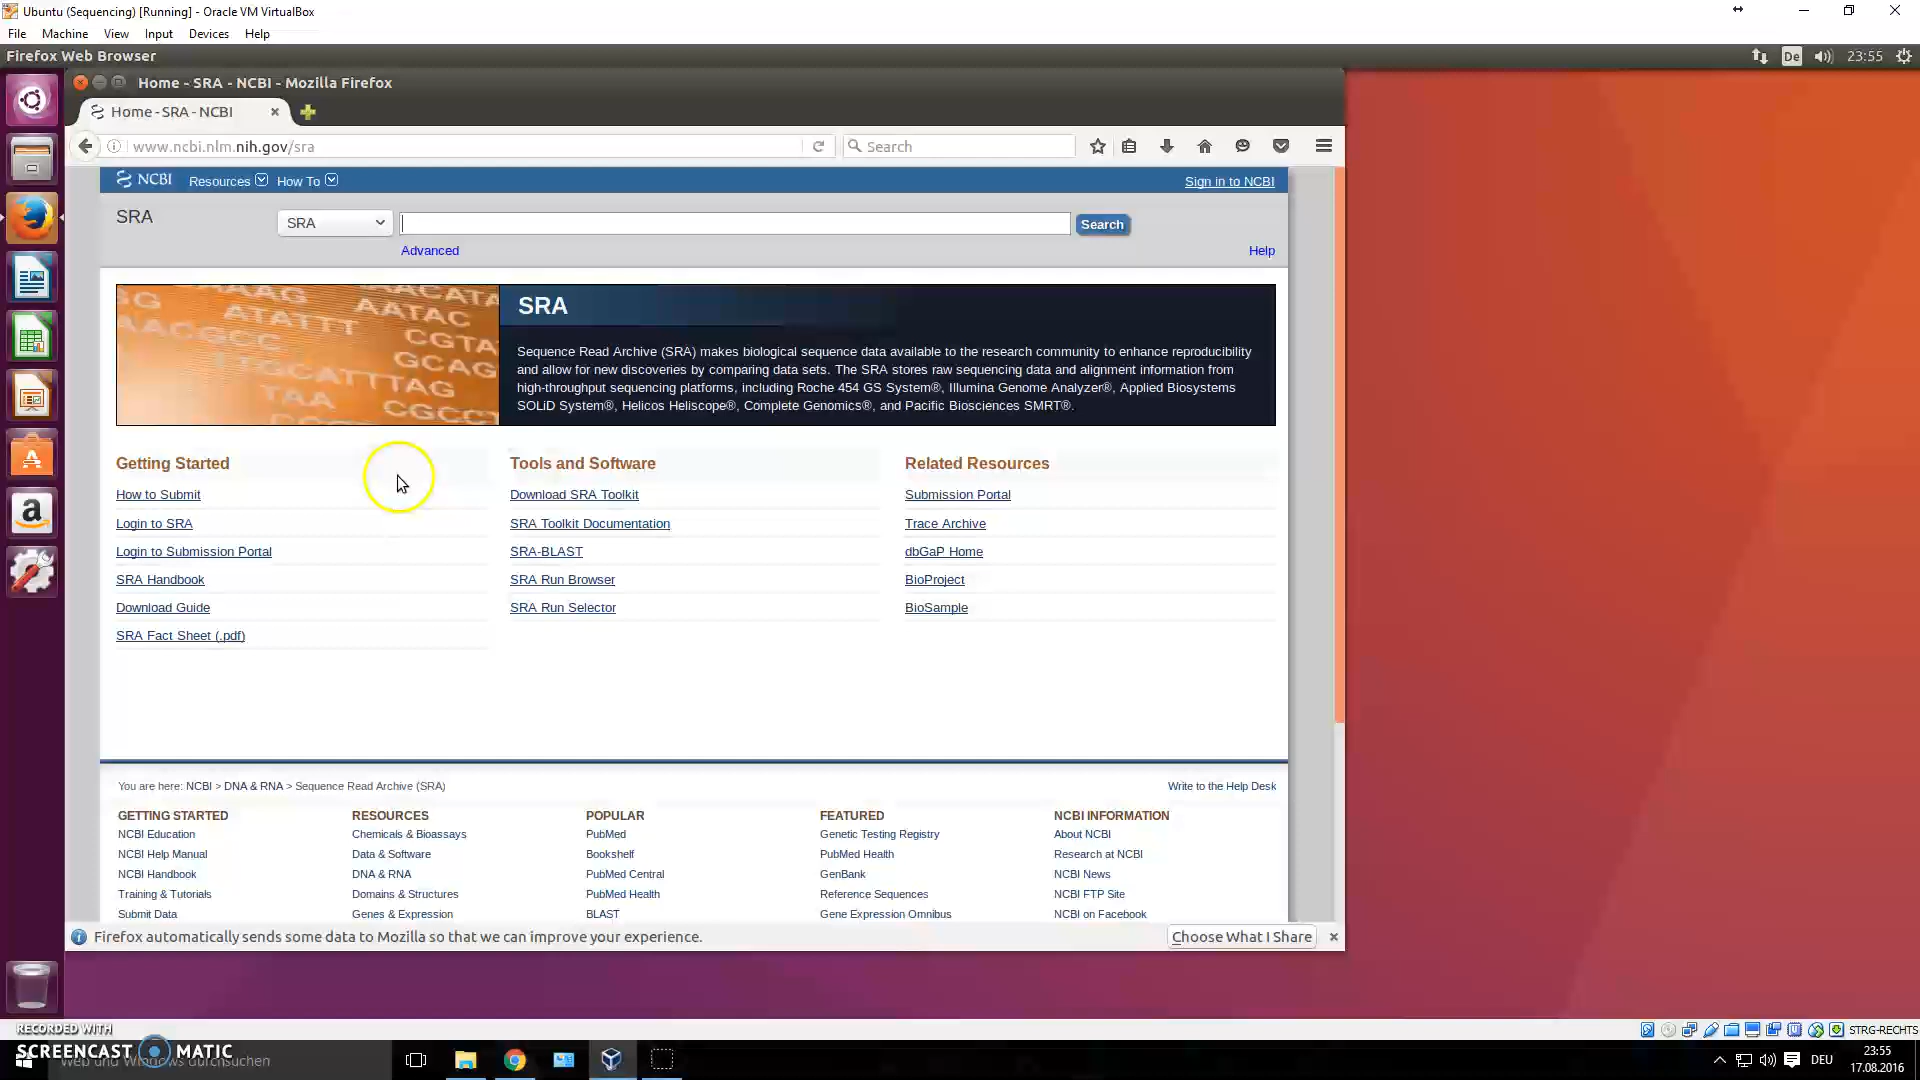 Ubuntu (Sequencing) [Running] - Oracle VM VirtualBox
File Machine View Input Devices Help
Firefox Web Browser
De
23:55
Home - SRA - NCBI - Mozilla Firefox
Home - SRA - NCBI
www.ncbi.nlm.nih.gov/sra
Search
NCBI Resources How To
Sign in to NCBI
SRA
SRA
Search
Advanced
Help
AACATA
ATATTT AATAC
CGTA
GCAG
TAA CGCCT
SRA
Sequence Read Archive (SRA) makes biological sequence data available to the research community to enhance reproducibility
and allow for new discoveries by comparing data sets. The SRA stores raw sequencing data and alignment information from
high-throughput sequencing platforms, including Roche 454 GS System®, Illumina Genome Analyzer®, Applied Biosystems
SOLiD System®, Helicos Heliscope®, Complete Genomics®, and Pacific Biosciences SMRT®.
Getting Started
How to Submit
Login to SRA
Login to Submission Portal
SRA Handbook
Download Guide
SRA Fact Sheet (.pdf)
Tools and Software
Download SRA Toolkit
SRA Toolkit Documentation
SRA-BLAST
SRA Run Browser
SRA Run Selector
Related Resources
Submission Portal
Trace Archive
dbGaP Home
BioProject
BioSample
You are here: NCBI > DNA & RNA > Sequence Read Archive (SRA)
Write to the Help Desk
GETTING STARTED
NCBI Education
NCBI Help Manual
NCBI Handbook
Training & Tutorials
Submit Data
RESOURCES
Chemicals & Bioassays
Data & Software
DNA & RNA
Domains & Structures
Genes & Expression
POPULAR
PubMed
Bookshelf
PubMed Central
PubMed Health
BLAST
FEATURED
Genetic Testing Registry
PubMed Health
GenBank
Reference Sequences
Gene Expression Omnibus
NCBI INFORMATION
About NCBI
Research at NCBI
NCBI News
NCBI FTP Site
NCBI on Facebook
Firefox automatically sends some data to Mozilla so that we can improve your experience.
Choose What I Share
STRG-RECHTS
RECORDED WITH
SCREENCAST MATIC
Web und Windows durchsuchen
DEU
23:55
17.08.2016